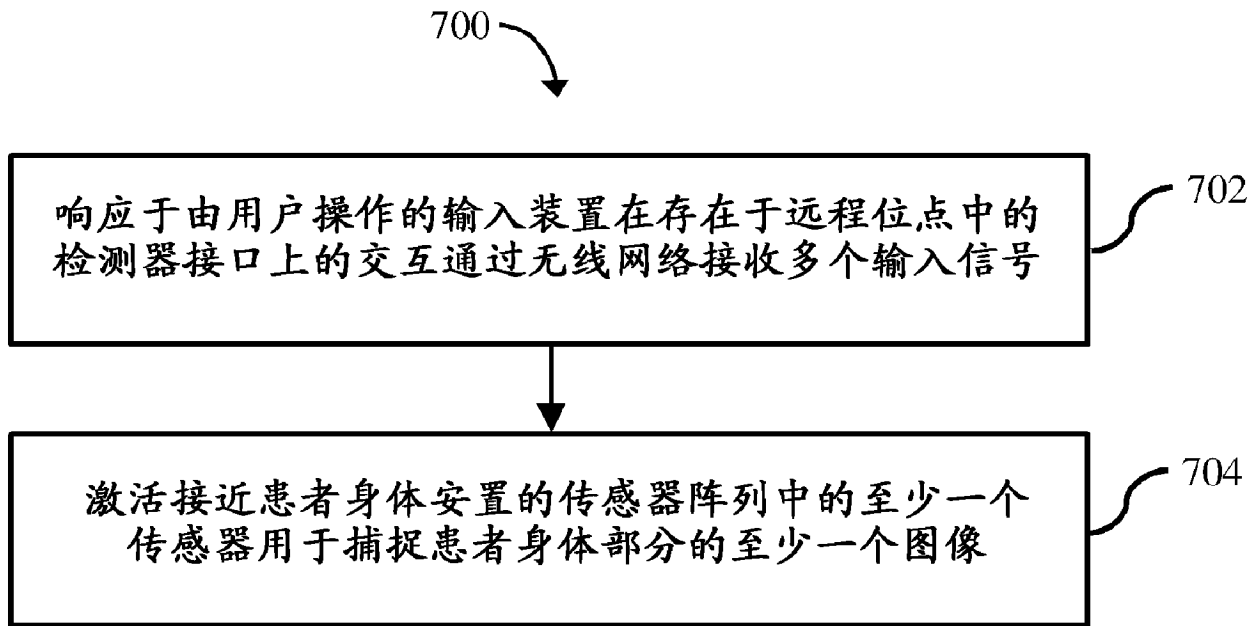 700
响应于由用户操作的输入装置在存在于远程位点中的
检测器接口上的交互通过无线网络接收多个输入信号
702
激活接近患者身体安置的传感器阵列中的至少一个
传感器用于捕捉患者身体部分的至少一个图像
704